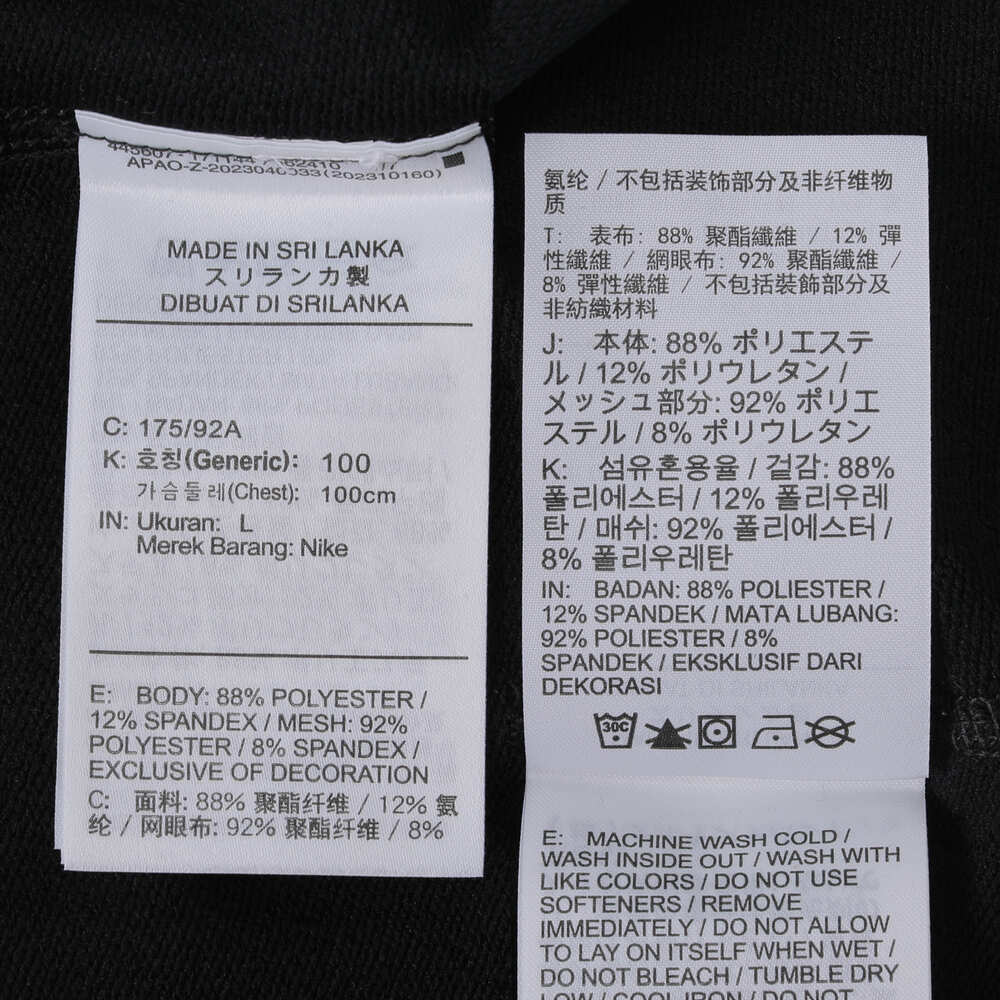 APAO-Z-2023040033(202310160)
MADE IN SRI LANKA
スリランカ製
DIBUAT DI SRILANKA
C: 175/92A
K: 호칭(Generic): 100
가슴둘레(Chest): 100cm
IN: Ukuran: L
Merek Barang: Nike
E: BODY: 88% POLYESTER /
12% SPANDEX / MESH: 92%
POLYESTER / 8% SPANDEX /
EXCLUSIVE OF DECORATION
C: 面料: 88% 聚酯纤维 / 12% 氨
纶 / 网眼布: 92% 聚酯纤维 / 8%
氨纶 / 不包括装饰部分及非纤维物
质
T: 表布: 88% 聚酯纖維 / 12% 彈
性纖維 / 網眼布: 92% 聚酯纖維 /
8% 彈性纖維 / 不包括裝飾部分及
非紡織材料
J: 本体: 88% ポリエステ
ル / 12% ポリウレタン /
メッシュ部分: 92% ポリエ
ステル / 8% ポリウレタン
K: 섬유혼용율 / 겉감: 88%
폴리에스터 / 12% 폴리우레
탄 / 매쉬: 92% 폴리에스터 /
8% 폴리우레탄
IN: BADAN: 88% POLIESTER /
12% SPANDEK / MATA LUBANG:
92% POLIESTER / 8%
SPANDEK / EKSKLUSIF DARI
DEKORASI
30C
E: MACHINE WASH COLD /
WASH INSIDE OUT / WASH WITH
LIKE COLORS / DO NOT USE
SOFTENERS / REMOVE
IMMEDIATELY / DO NOT ALLOW
TO LAY ON ITSELF WHEN WET /
DO NOT BLEACH / TUMBLE DRY
LOW / COOL IRON / DO NOT